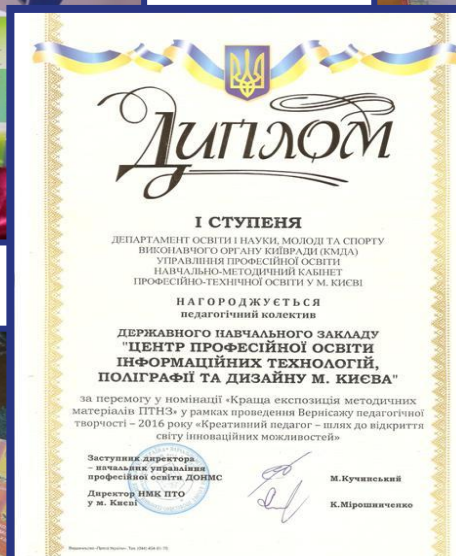 Диплом
І СТУПЕНЯ
ДЕПАРТАМЕНТ ОСВІТИ І НАУКИ, МОЛОДІ ТА СПОРТУ
ВИКОНАВЧОГО ОРГАНУ КИЇВРАДИ (КМДА)
УПРАВЛІННЯ ПРОФЕСІЙНОЇ ОСВІТИ
НАВЧАЛЬНО-МЕТОДИЧНИЙ КАБІНЕТ
ПРОФЕСІЙНО-ТЕХНІЧНОЇ ОСВІТИ У М. КИЄВІ
НАГОРОДЖУЄТЬСЯ
педагогічний колектив
ДЕРЖАВНОГО НАВЧАЛЬНОГО ЗАКЛАДУ
"ЦЕНТР ПРОФЕСІЙНОЇ ОСВІТИ
ІНФОРМАЦІЙНИХ ТЕХНОЛОГІЙ,
ПОЛІГРАФІЇ ТА ДИЗАЙНУ М. КИЄВА"
за перемогу у номінації «Краща експозиція методичних
матеріалів ПТНЗ» у рамках проведення Вернісажу педагогічної
творчості – 2016 року «Креативний педагог – шлях до відкриття
світу інноваційних можливостей»
Заступник директора
– начальник управління
професійної освіти ДОНМС
М.Кучинський
Директор НМК ПТО
у м. Києві
К.Мірошниченко